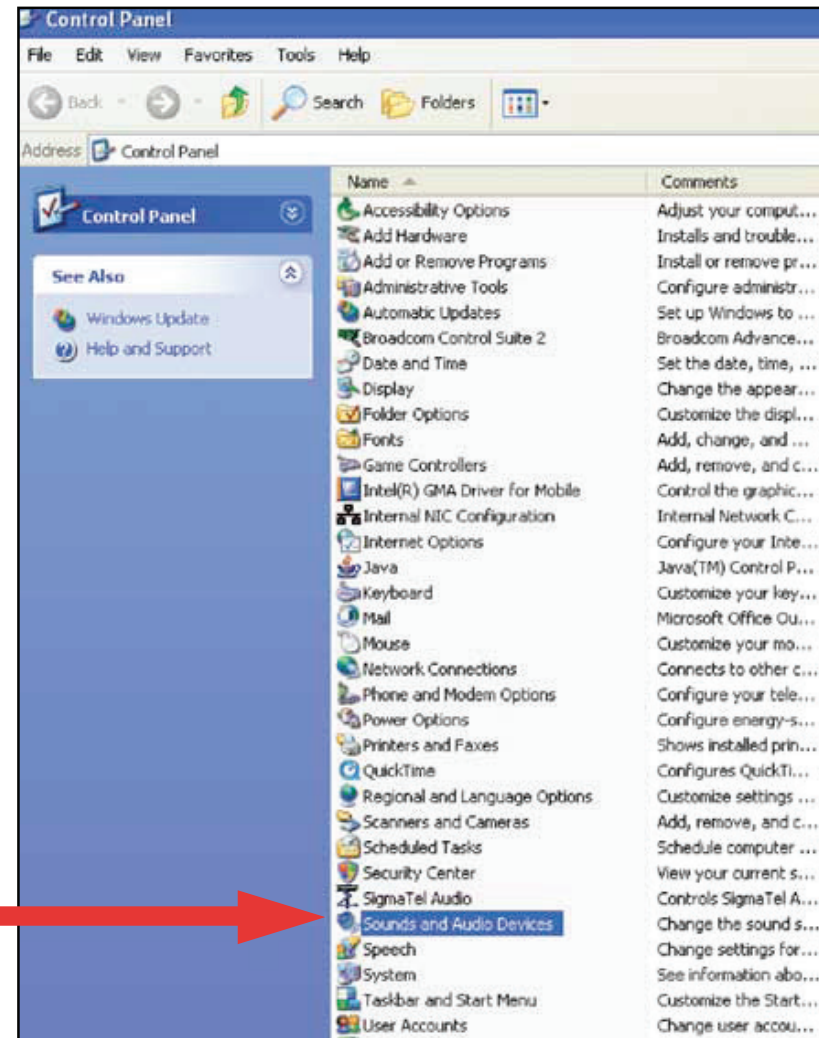 Control Panel
File Edit View Favorites Tools Help
Back Search Folders
Address Control Panel
Control Panel
See Also
Windows Update
Help and Support
Name Comments
Accessibility Options Adjust your comput...
Add Hardware Installs and trouble...
Add or Remove Programs Install or remove pr...
Administrative Tools Configure administr...
Automatic Updates Set up Windows to ...
Broadcom Control Suite 2 Broadcom Advance...
Date and Time Set the date, time, ...
Display Change the appear...
Folder Options Customize the displ...
Fonts Add, change, and ...
Game Controllers Add, remove, and c...
Intel(R) GMA Driver for Mobile Control the graphic...
Internal NIC Configuration Internal Network C...
Internet Options Configure your Inte...
Java Java(TM) Control P...
Keyboard Customize your key...
Mail Microsoft Office Ou...
Mouse Customize your mo...
Network Connections Connects to other c...
Phone and Modem Options Configure your tele...
Power Options Configure energy-s...
Printers and Faxes Shows installed prin...
QuickTime Configures QuickTi...
Regional and Language Options Customize settings ...
Scanners and Cameras Add, remove, and c...
Scheduled Tasks Schedule computer ...
Security Center View your current s...
SigmaTel Audio Controls SigmaTel A...
Sounds and Audio Devices Change the sound s...
Speech Change settings for...
System See information abo...
Taskbar and Start Menu Customize the Start...
User Accounts Change user accou...